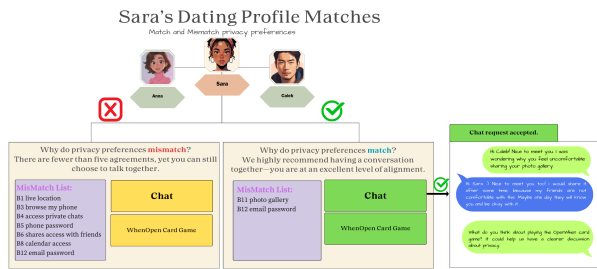 Sara's Dating Profile Matches
Match and Mismatch privacy preferences
Anna
Sara
Caleb
Why do privacy preferences mismatch?
There are fewer than five agreements, yet you can still
choose to talk together.
MisMatch List:
B1 live location
B3 browse my phone
B4 access private chats
B5 phone password
B6 shares access with friends
B8 calendar access
B12 email password
Chat
WhenOpen Card Game
Why do privacy preferences match?
We highly recommend having a conversation
together—you are at an excellent level of alignment.
MisMatch List:
B11 photo gallery
B12 email password
Chat
WhenOpen Card Game
Chat request accepted.
Hi Caleb! Nice to meet you. I was
wondering why you feel uncomfortable
sharing your photo gallery.
Hi Sara :) Nice to meet you too! I would share it
after some time, because my friends are not
comfortable with this. Maybe one day they will know
you and be okay with it.
What do you think about playing the OpenWhen card
game? It could help us have a clearer discussion
about privacy.